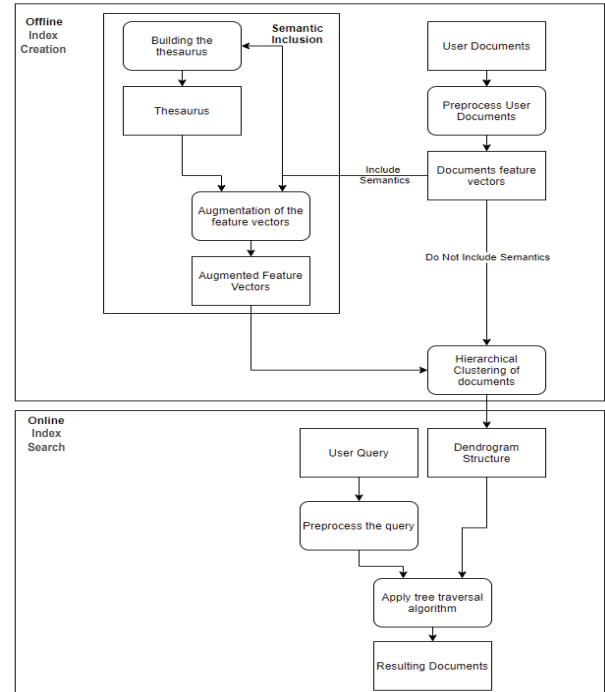 Offline
Index
Creation
Semantic
Inclusion
Building the
thesaurus
User Documents
Thesaurus
Preprocess User
Documents
Include
Semantics
Documents feature
vectors
Augmentation of the
feature vectors
Do Not Include Semantics
Augmented Feature
Vectors
Hierarchical
Clustering of
documents
Online
Index
Search
User Query
Dendrogram
Structure
Preprocess the query
Apply tree traversal
algorithm
Resulting Documents